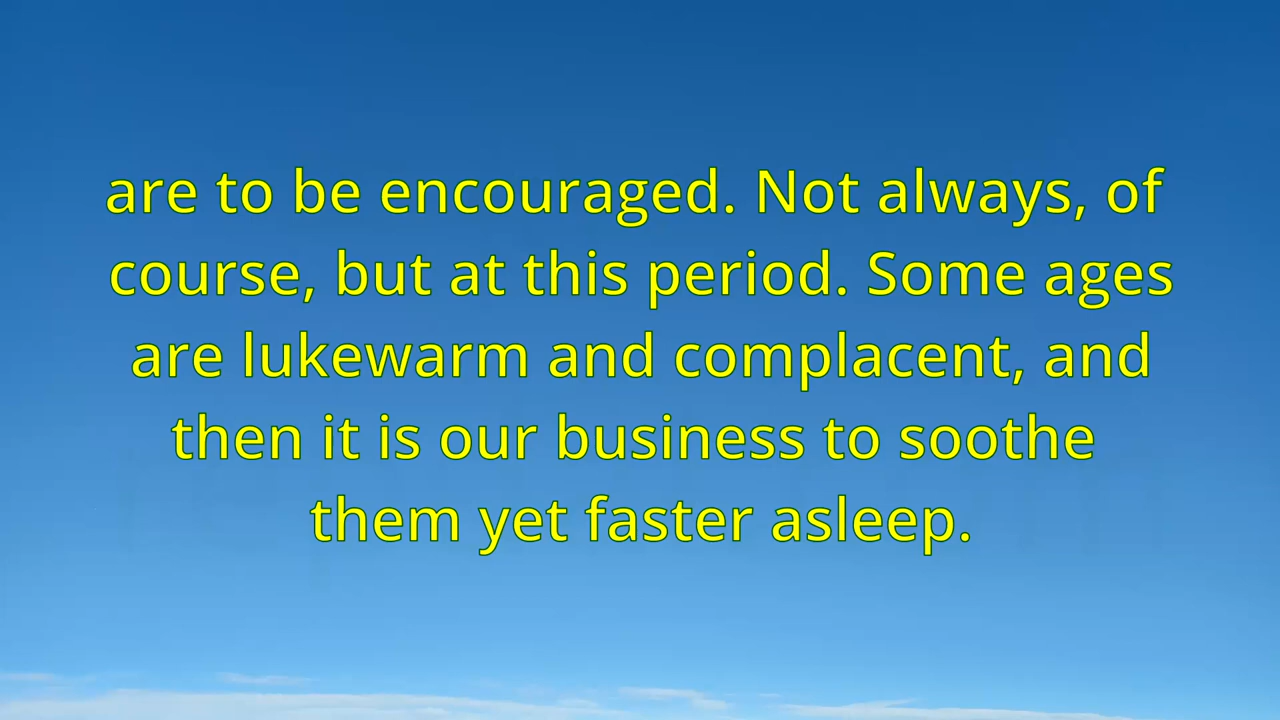 are to be encouraged. Not always, of
course, but at this period. Some ages
are lukewarm and complacent, and
then it is our business to soothe
them yet faster asleep.